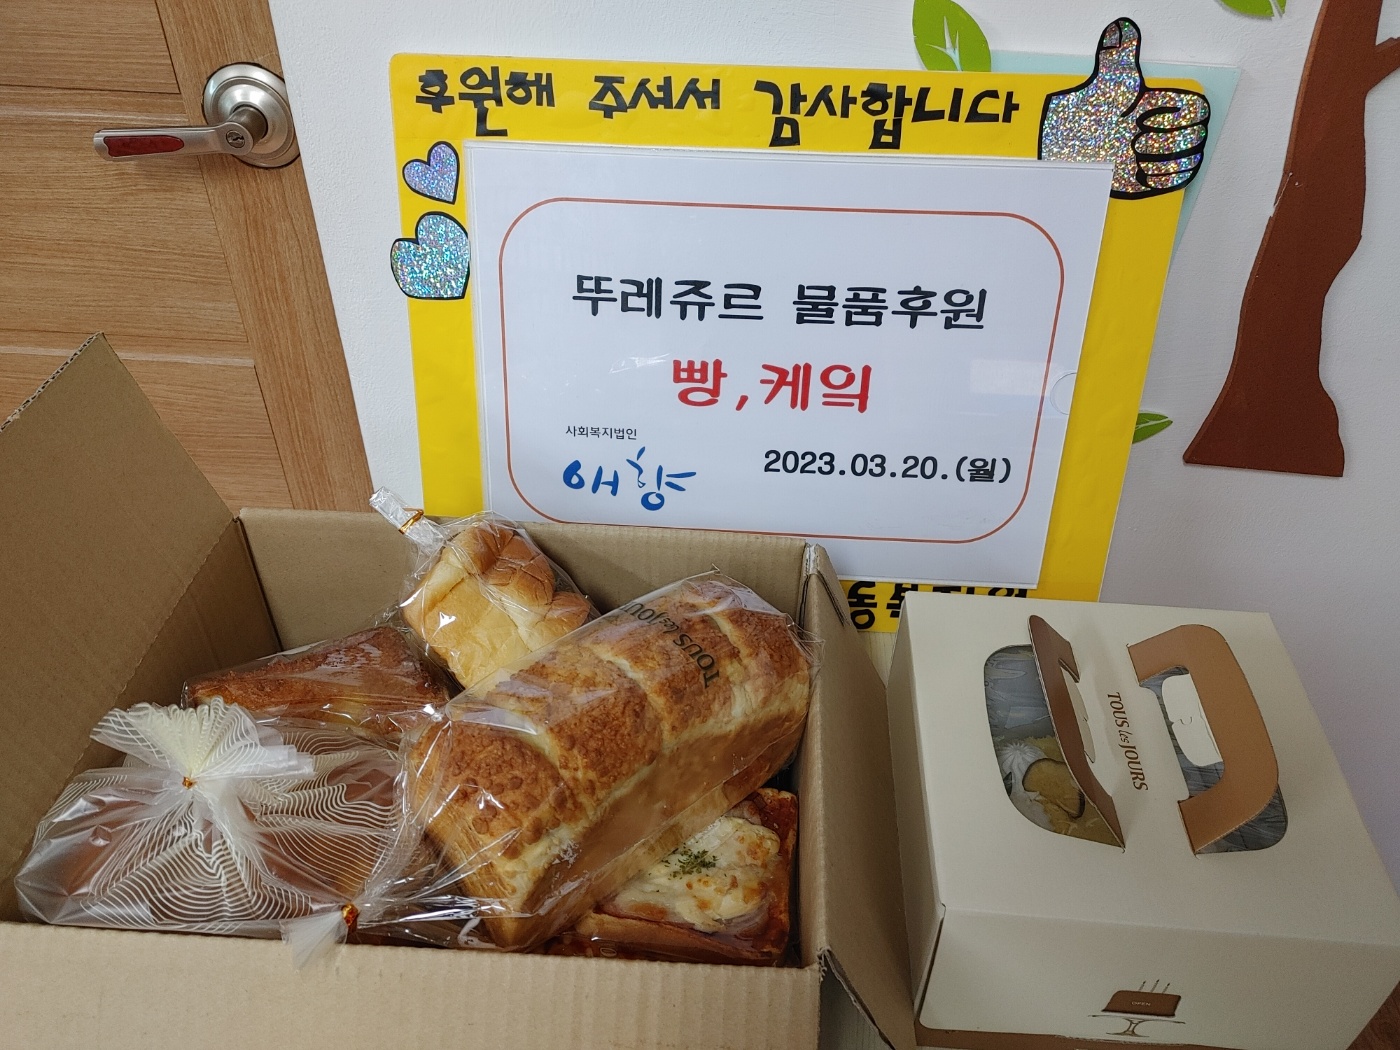 후원해 주셔서 감사합니다
뚜레쥬르 물품후원
빵,케읰
사회복지법인
애향
2023.03.20.(월)
TOUS les JOURS
TOUS les JOURS
OPEN